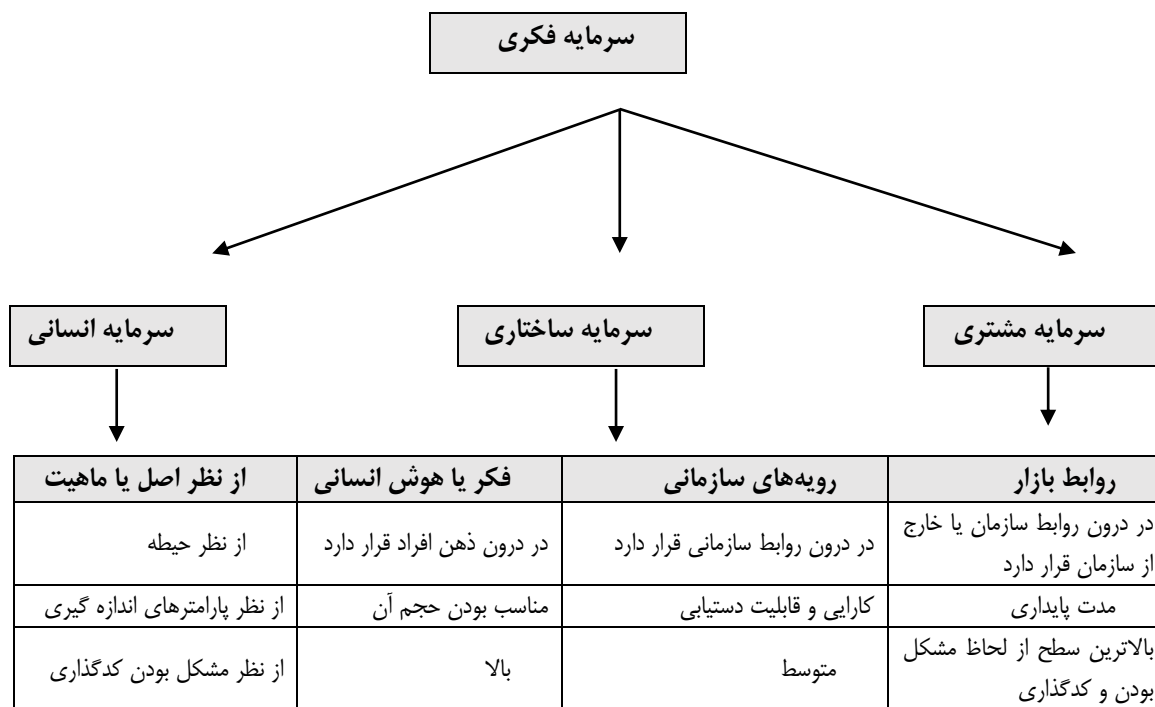 سرمایه فکری
سرمایه مشتری
سرمایه ساختاری
سرمایه انسانی
روابط بازار
رویه‌های سازمانی
فکر یا هوش انسانی
از نظر اصل یا ماهیت
در درون روابط سازمان یا خارج
از سازمان قرار دارد
در درون روابط سازمانی قرار دارد
در درون ذهن افراد قرار دارد
از نظر حیطه
مدت پایداری
کارایی و قابلیت دستیابی
مناسب بودن حجم آن
از نظر پارامترهای اندازه گیری
بالاترین سطح از لحاظ مشکل
بودن و کدگذاری
متوسط
بالا
از نظر مشکل بودن کدگذاری